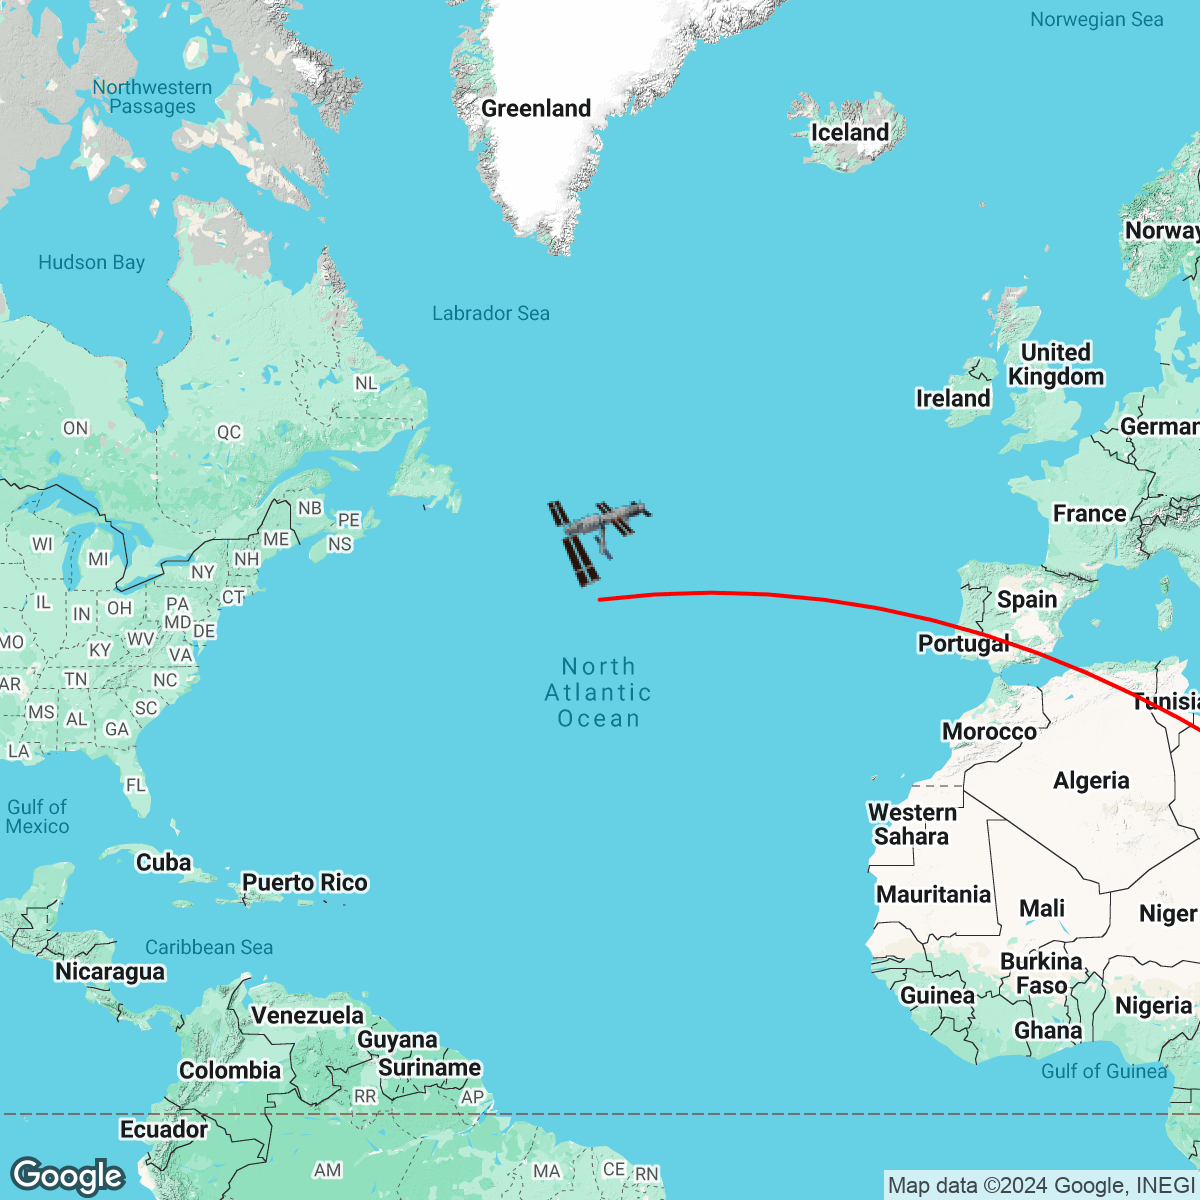 Norwegian Sea
Northwestern
Passages
Greenland
Iceland
Norway
Hudson Bay
Labrador Sea
United
Kingdom
Ireland
NL
ON
QC
German
France
NB
PE
ME
NS
WI
MI
NH
NY
CT
IL
IN
OH
PA
MD
DE
WV
KY
VA
MO
Spain
Portugal
North
Atlantic
Ocean
AR
TN
NC
SC
MS
AL
GA
LA
FL
Tunisia
Morocco
Algeria
Gulf of
Mexico
Western
Sahara
Cuba
Puerto Rico
Mauritania
Mali
Niger
Caribbean Sea
Nicaragua
Burkina
Faso
Guinea
Nigeria
Venezuela
Ghana
Guyana
Suriname
Colombia
Gulf of Guinea
RR
AP
Ecuador
AM
MA
CE
RN
Google
Map data ©2024 Google, INEGI